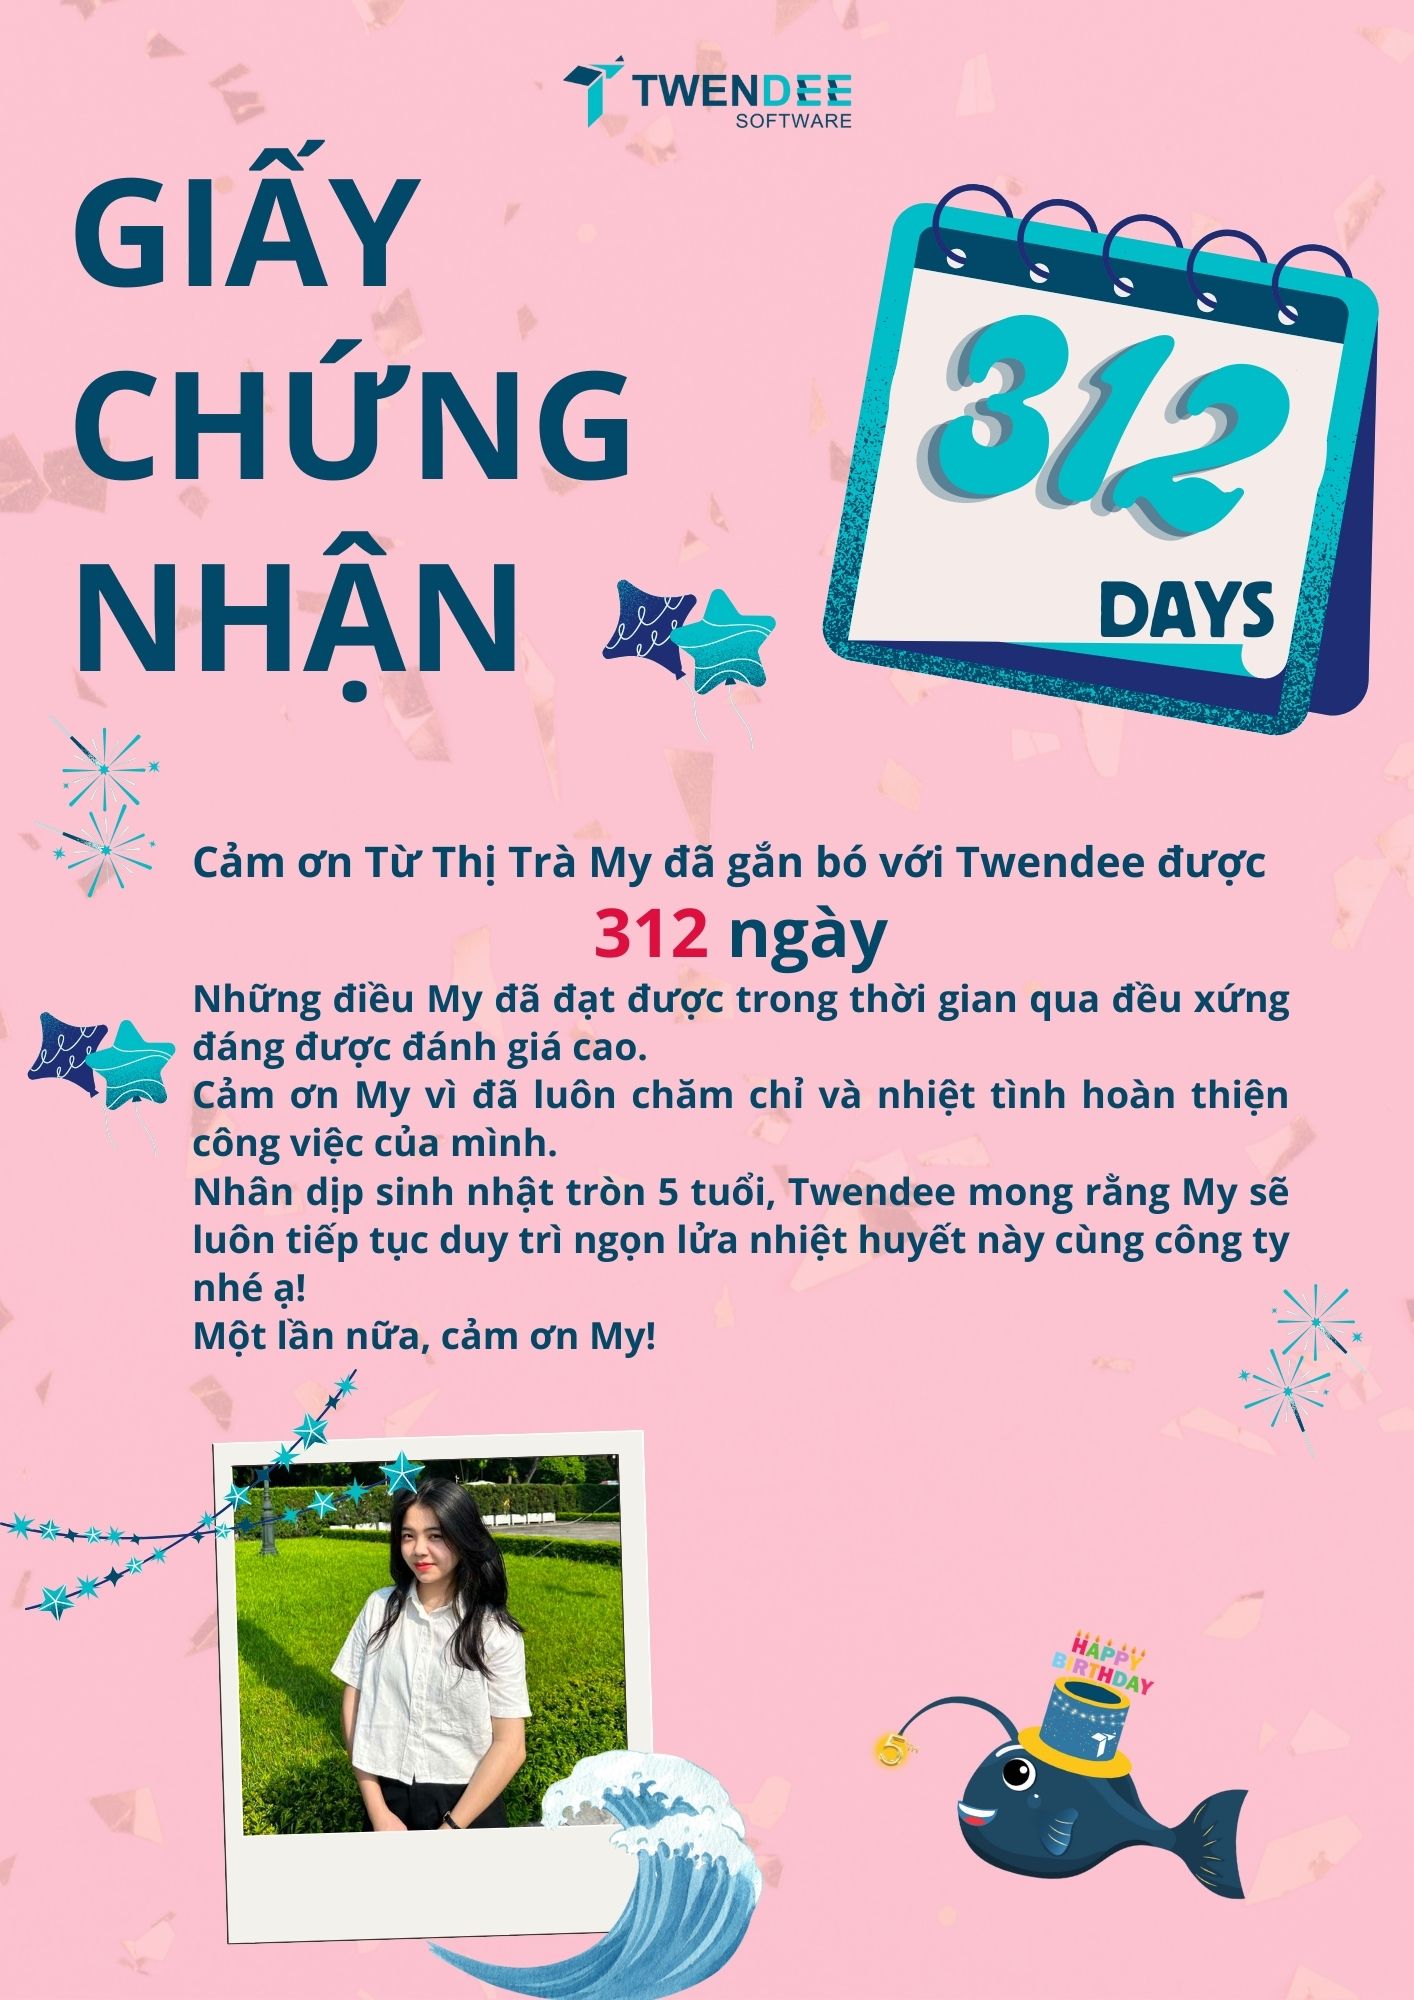 TWENDEE
SOFTWARE
GIẤY
CHỨNG
NHẬN
312
DAYS
Cảm ơn Từ Thị Trà My đã gắn bó với Twendee được
312 ngày
Những điều My đã đạt được trong thời gian qua đều xứng
đáng được đánh giá cao.
Cảm ơn My vì đã luôn chăm chỉ và nhiệt tình hoàn thiện
công việc của mình.
Nhân dịp sinh nhật tròn 5 tuổi, Twendee mong rằng My sẽ
luôn tiếp tục duy trì ngọn lửa nhiệt huyết này cùng công ty
nhé ạ!
Một lần nữa, cảm ơn My!
HAPPY
BIRTHDAY
5th